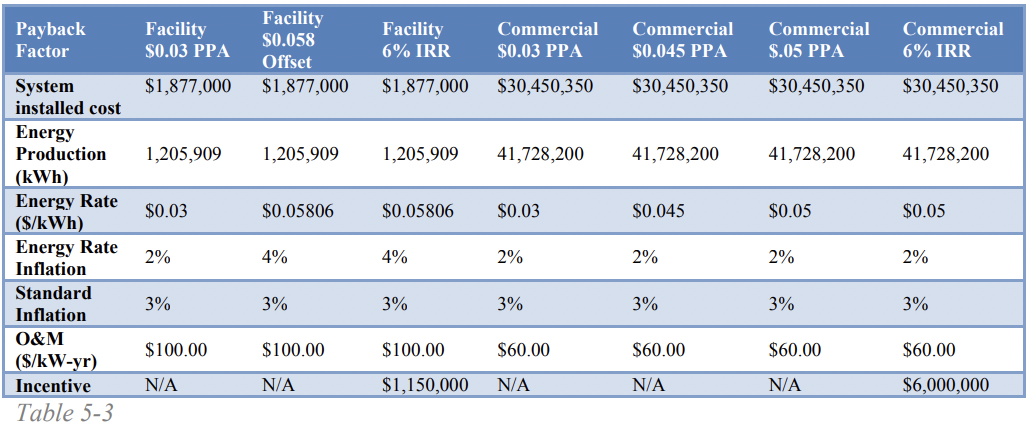 Payback Factor | Facility $0.03 PPA | Facility $0.058 Offset | Facility 6% IRR | Commercial $0.03 PPA | Commercial $0.045 PPA | Commercial $.05 PPA | Commercial 6% IRR
System installed cost | $1,877,000 | $1,877,000 | $1,877,000 | $30,450,350 | $30,450,350 | $30,450,350 | $30,450,350
Energy Production (kWh) | 1,205,909 | 1,205,909 | 1,205,909 | 41,728,200 | 41,728,200 | 41,728,200 | 41,728,200
Energy Rate ($/kWh) | $0.03 | $0.05806 | $0.05806 | $0.03 | $0.045 | $0.05 | $0.05
Energy Rate Inflation | 2% | 4% | 4% | 2% | 2% | 2% | 2%
Standard Inflation | 3% | 3% | 3% | 3% | 3% | 3% | 3%
O&M ($/kW-yr) | $100.00 | $100.00 | $100.00 | $60.00 | $60.00 | $60.00 | $60.00
Incentive | N/A | N/A | $1,150,000 | N/A | N/A | N/A | $6,000,000
Table 5-3